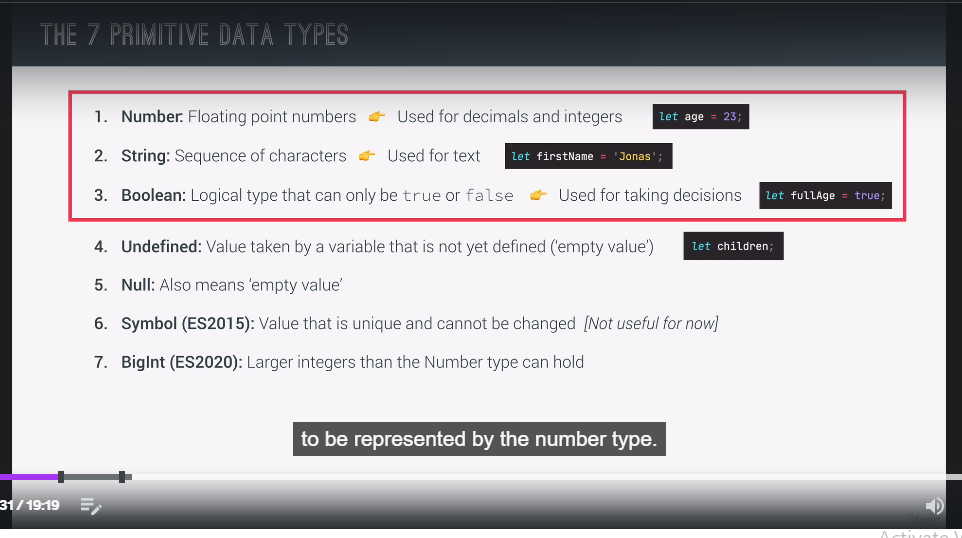 THE 7 PRIMITIVE DATA TYPES
1. Number: Floating point numbers 👉 Used for decimals and integers let age = 23;
2. String: Sequence of characters 👉 Used for text let firstName = 'Jonas';
3. Boolean: Logical type that can only be true or false 👉 Used for taking decisions let fullAge = true;
4. Undefined: Value taken by a variable that is not yet defined (‘empty value’) let children;
5. Null: Also means ‘empty value’
6. Symbol (ES2015): Value that is unique and cannot be changed [Not useful for now]
7. BigInt (ES2020): Larger integers than the Number type can hold
to be represented by the number type.
31 / 19:19